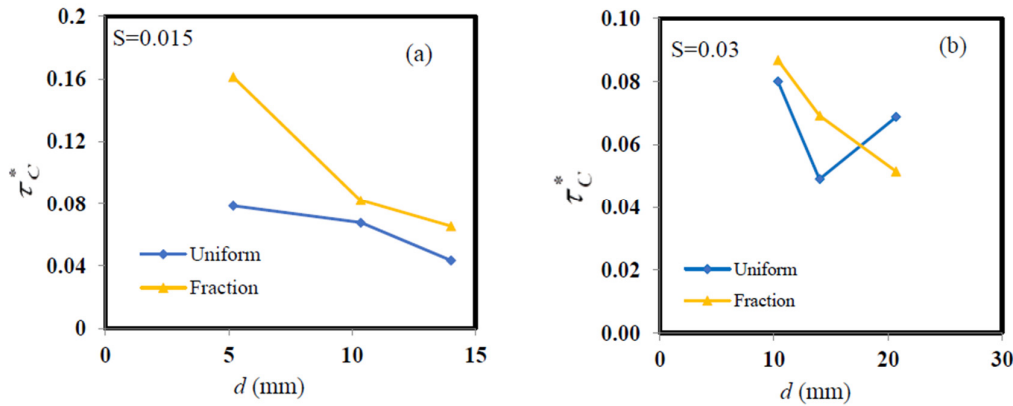 S=0.015
(a)
0.2
0.16
0.12
0.08
0.04
0
τ*C
Uniform
Fraction
0 5 10 15
d (mm)
S=0.03
(b)
0.10
0.08
0.06
0.04
0.02
0.00
τ*C
Uniform
Fraction
0 10 20 30
d (mm)